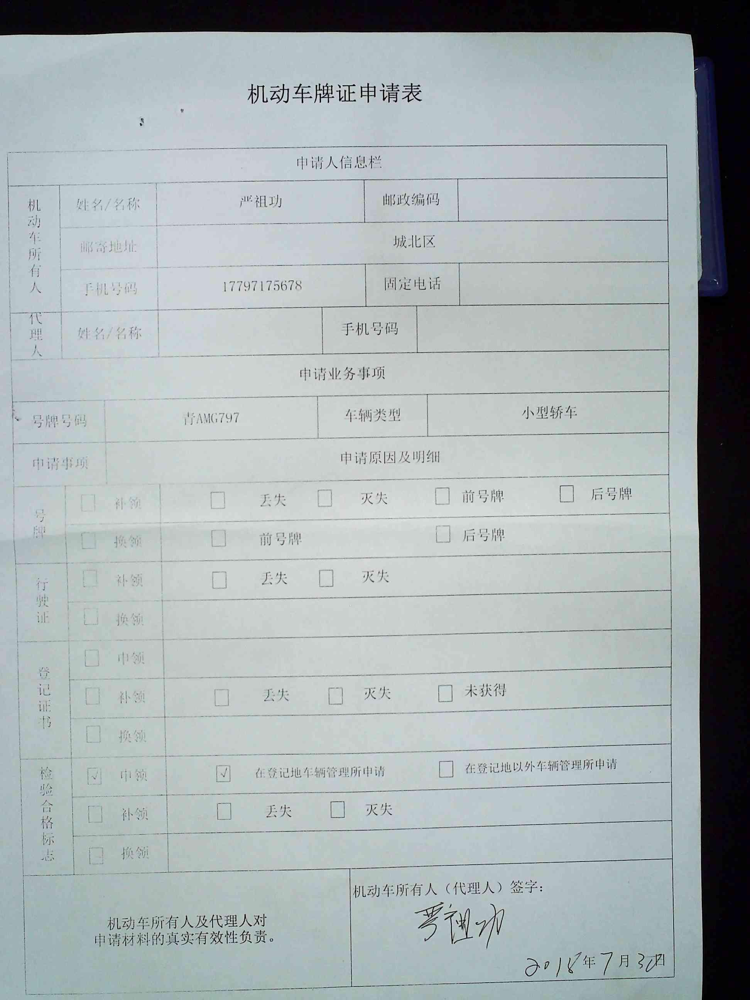 机动车牌证申请表
申请人信息栏
机动车所有人
姓名/名称 严祖功 邮政编码
邮寄地址 城北区
手机号码 17797175678 固定电话
代理人
姓名/名称 手机号码
申请业务事项
号牌号码 青AMG797 车辆类型 小型轿车
申请事项 申请原因及明细
号牌
□ 补领 □ 丢失 □ 灭失 □ 前号牌 □ 后号牌
□ 换领 □ 前号牌 □ 后号牌
行驶证
□ 补领 □ 丢失 □ 灭失
□ 换领
登记证书
□ 申领
□ 补领 □ 丢失 □ 灭失 □ 未获得
□ 换领
检验合格标志
☑ 申领 ☑ 在登记地车辆管理所申请 □ 在登记地以外车辆管理所申请
□ 补领 □ 丢失 □ 灭失
□ 换领
机动车所有人及代理人对
申请材料的真实有效性负责。
机动车所有人（代理人）签字：
严祖功
2018年7月30日